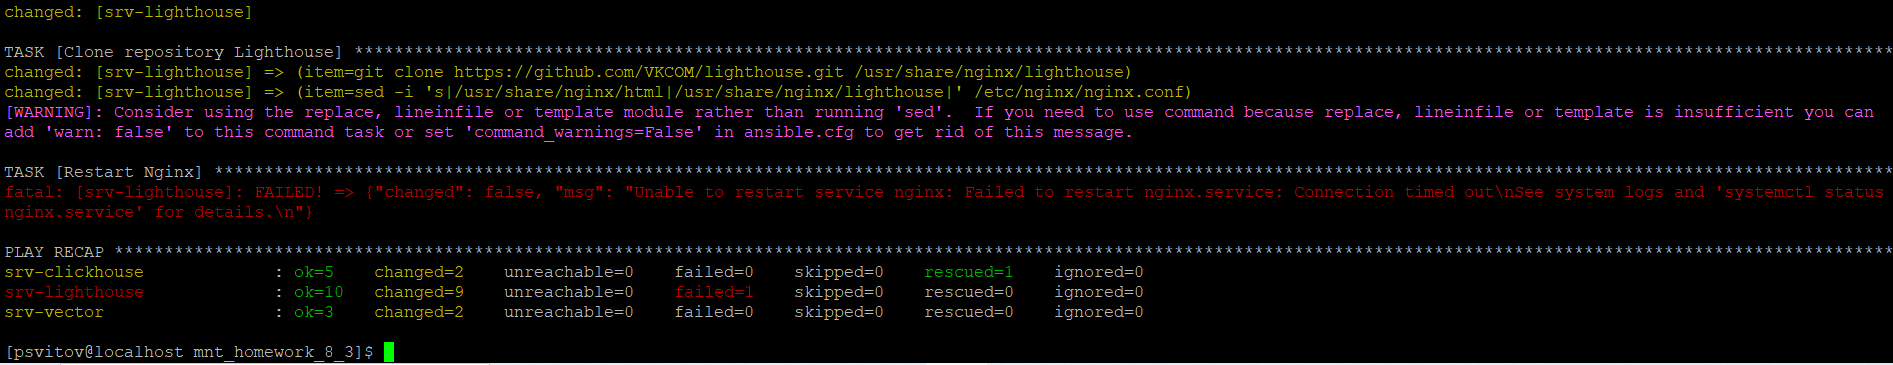 changed: [srv-lighthouse]
TASK [Clone repository Lighthouse] **********************************************************************************************************************************************************
changed: [srv-lighthouse] => (item=git clone https://github.com/VKCOM/lighthouse.git /usr/share/nginx/lighthouse)
changed: [srv-lighthouse] => (item=sed -i 's|/usr/share/nginx/html|/usr/share/nginx/lighthouse|' /etc/nginx/nginx.conf)
[WARNING]: Consider using the replace, lineinfile or template module rather than running 'sed'.  If you need to use command because replace, lineinfile or template is insufficient you can
add 'warn: false' to this command task or set 'command_warnings=False' in ansible.cfg to get rid of this message.
TASK [Restart Nginx] ************************************************************************************************************************************************************************
fatal: [srv-lighthouse]: FAILED! => {"changed": false, "msg": "Unable to restart service nginx: Failed to restart nginx.service: Connection timed out\nSee system logs and 'systemctl status
nginx.service' for details.\n"}
PLAY RECAP **********************************************************************************************************************************************************************************
srv-clickhouse             : ok=5    changed=2    unreachable=0    failed=0    skipped=0    rescued=1    ignored=0
srv-lighthouse             : ok=10   changed=9    unreachable=0    failed=1    skipped=0    rescued=0    ignored=0
srv-vector                 : ok=3    changed=2    unreachable=0    failed=0    skipped=0    rescued=0    ignored=0
[psvitov@localhost mnt_homework_8_3]$